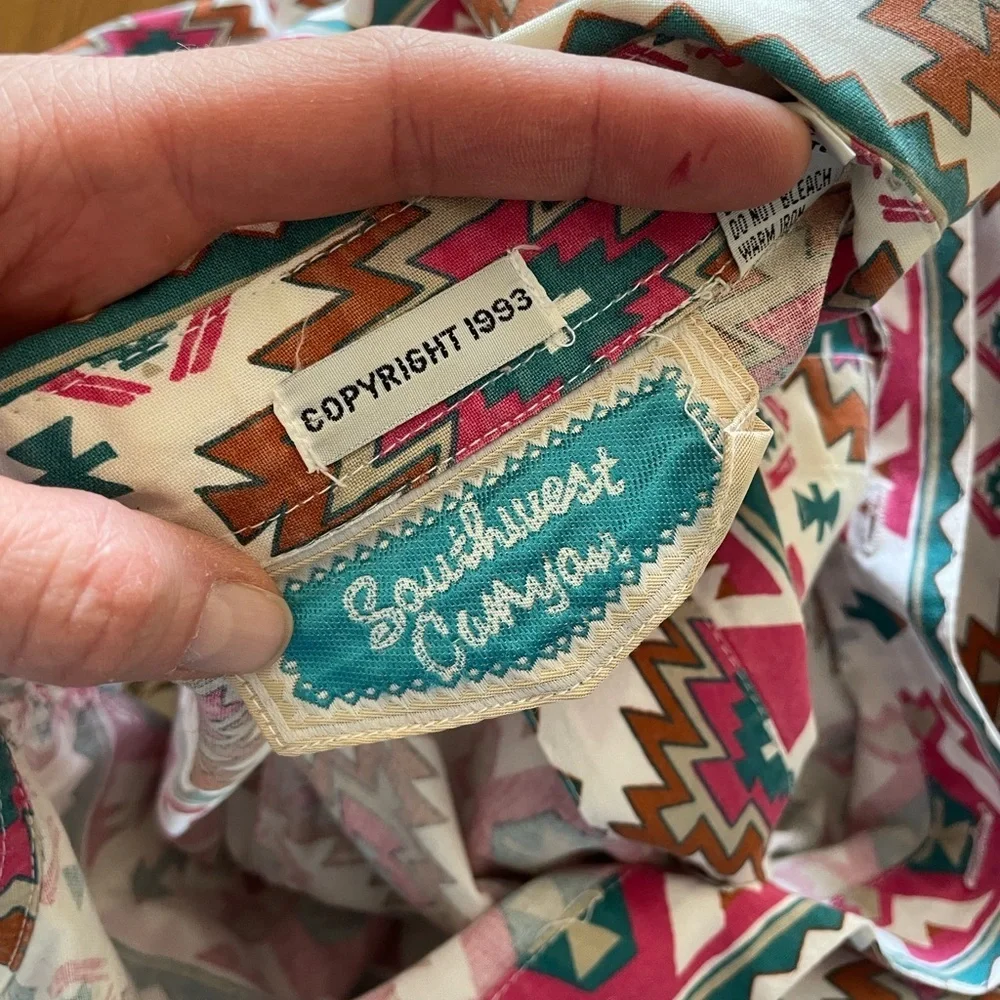 DO NOT BLEACH
WARM IRON
COPYRIGHT 1993
Southwest
Canyon